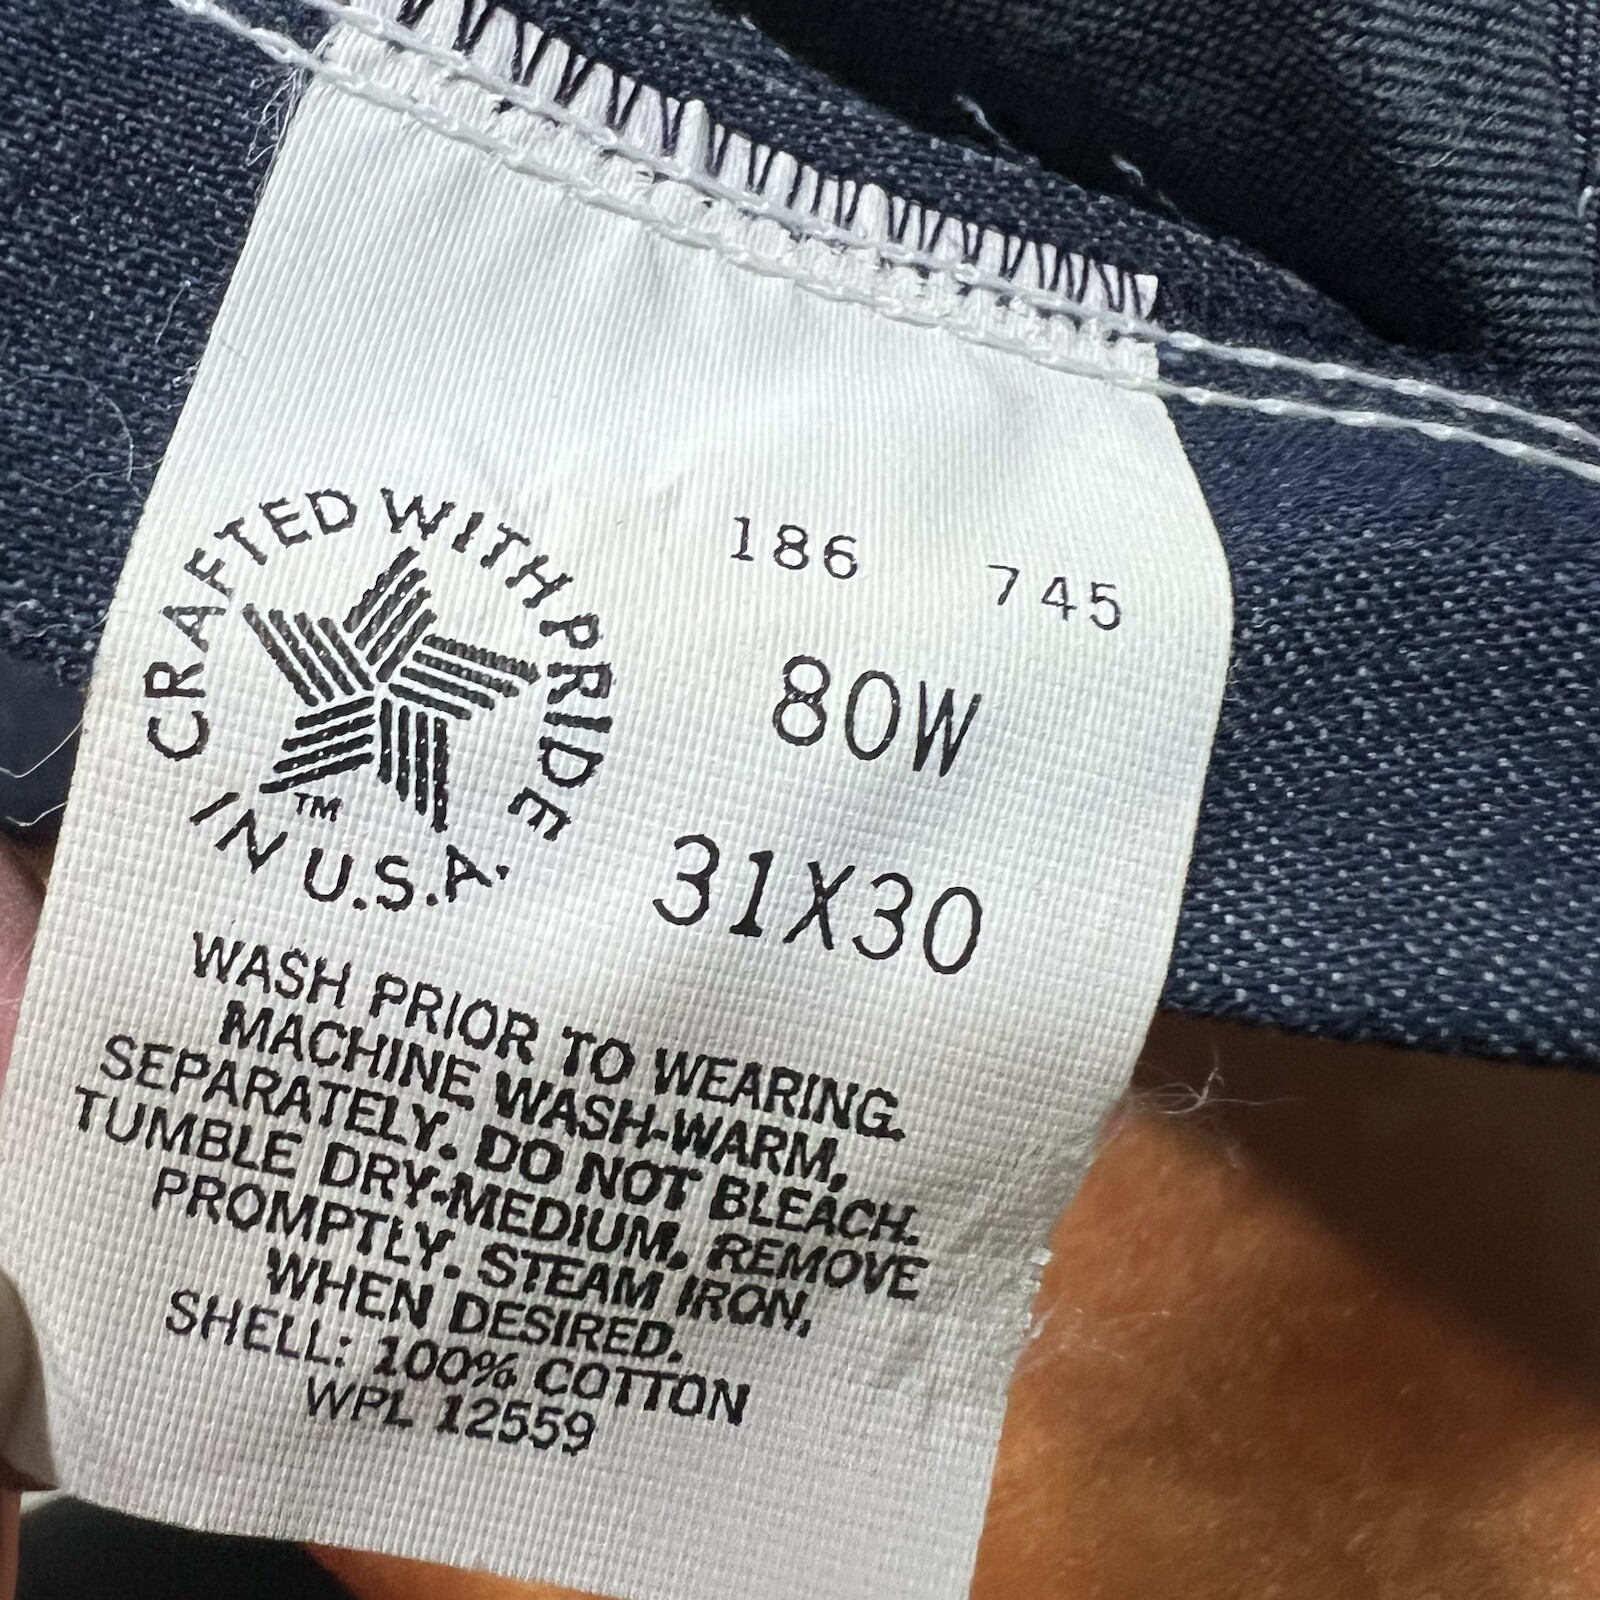 CRAFTED WITH PRIDE
IN U.S.A.
TM
186 745
80W
31X30
WASH PRIOR TO WEARING.
MACHINE WASH-WARM,
SEPARATELY. DO NOT BLEACH.
TUMBLE DRY-MEDIUM, REMOVE
PROMPTLY. STEAM IRON,
WHEN DESIRED.
SHELL: 100% COTTON
WPL 12559